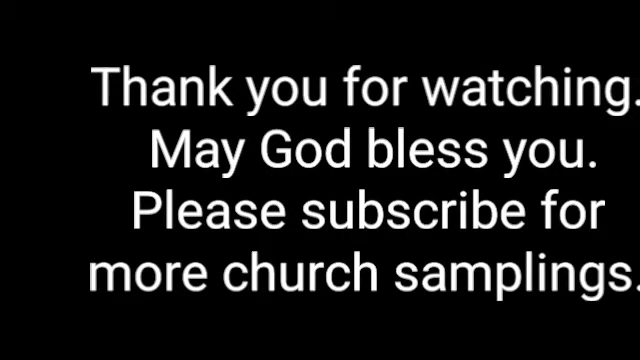 Thank you for watching.
May God bless you.
Please subscribe for
more church samplings.